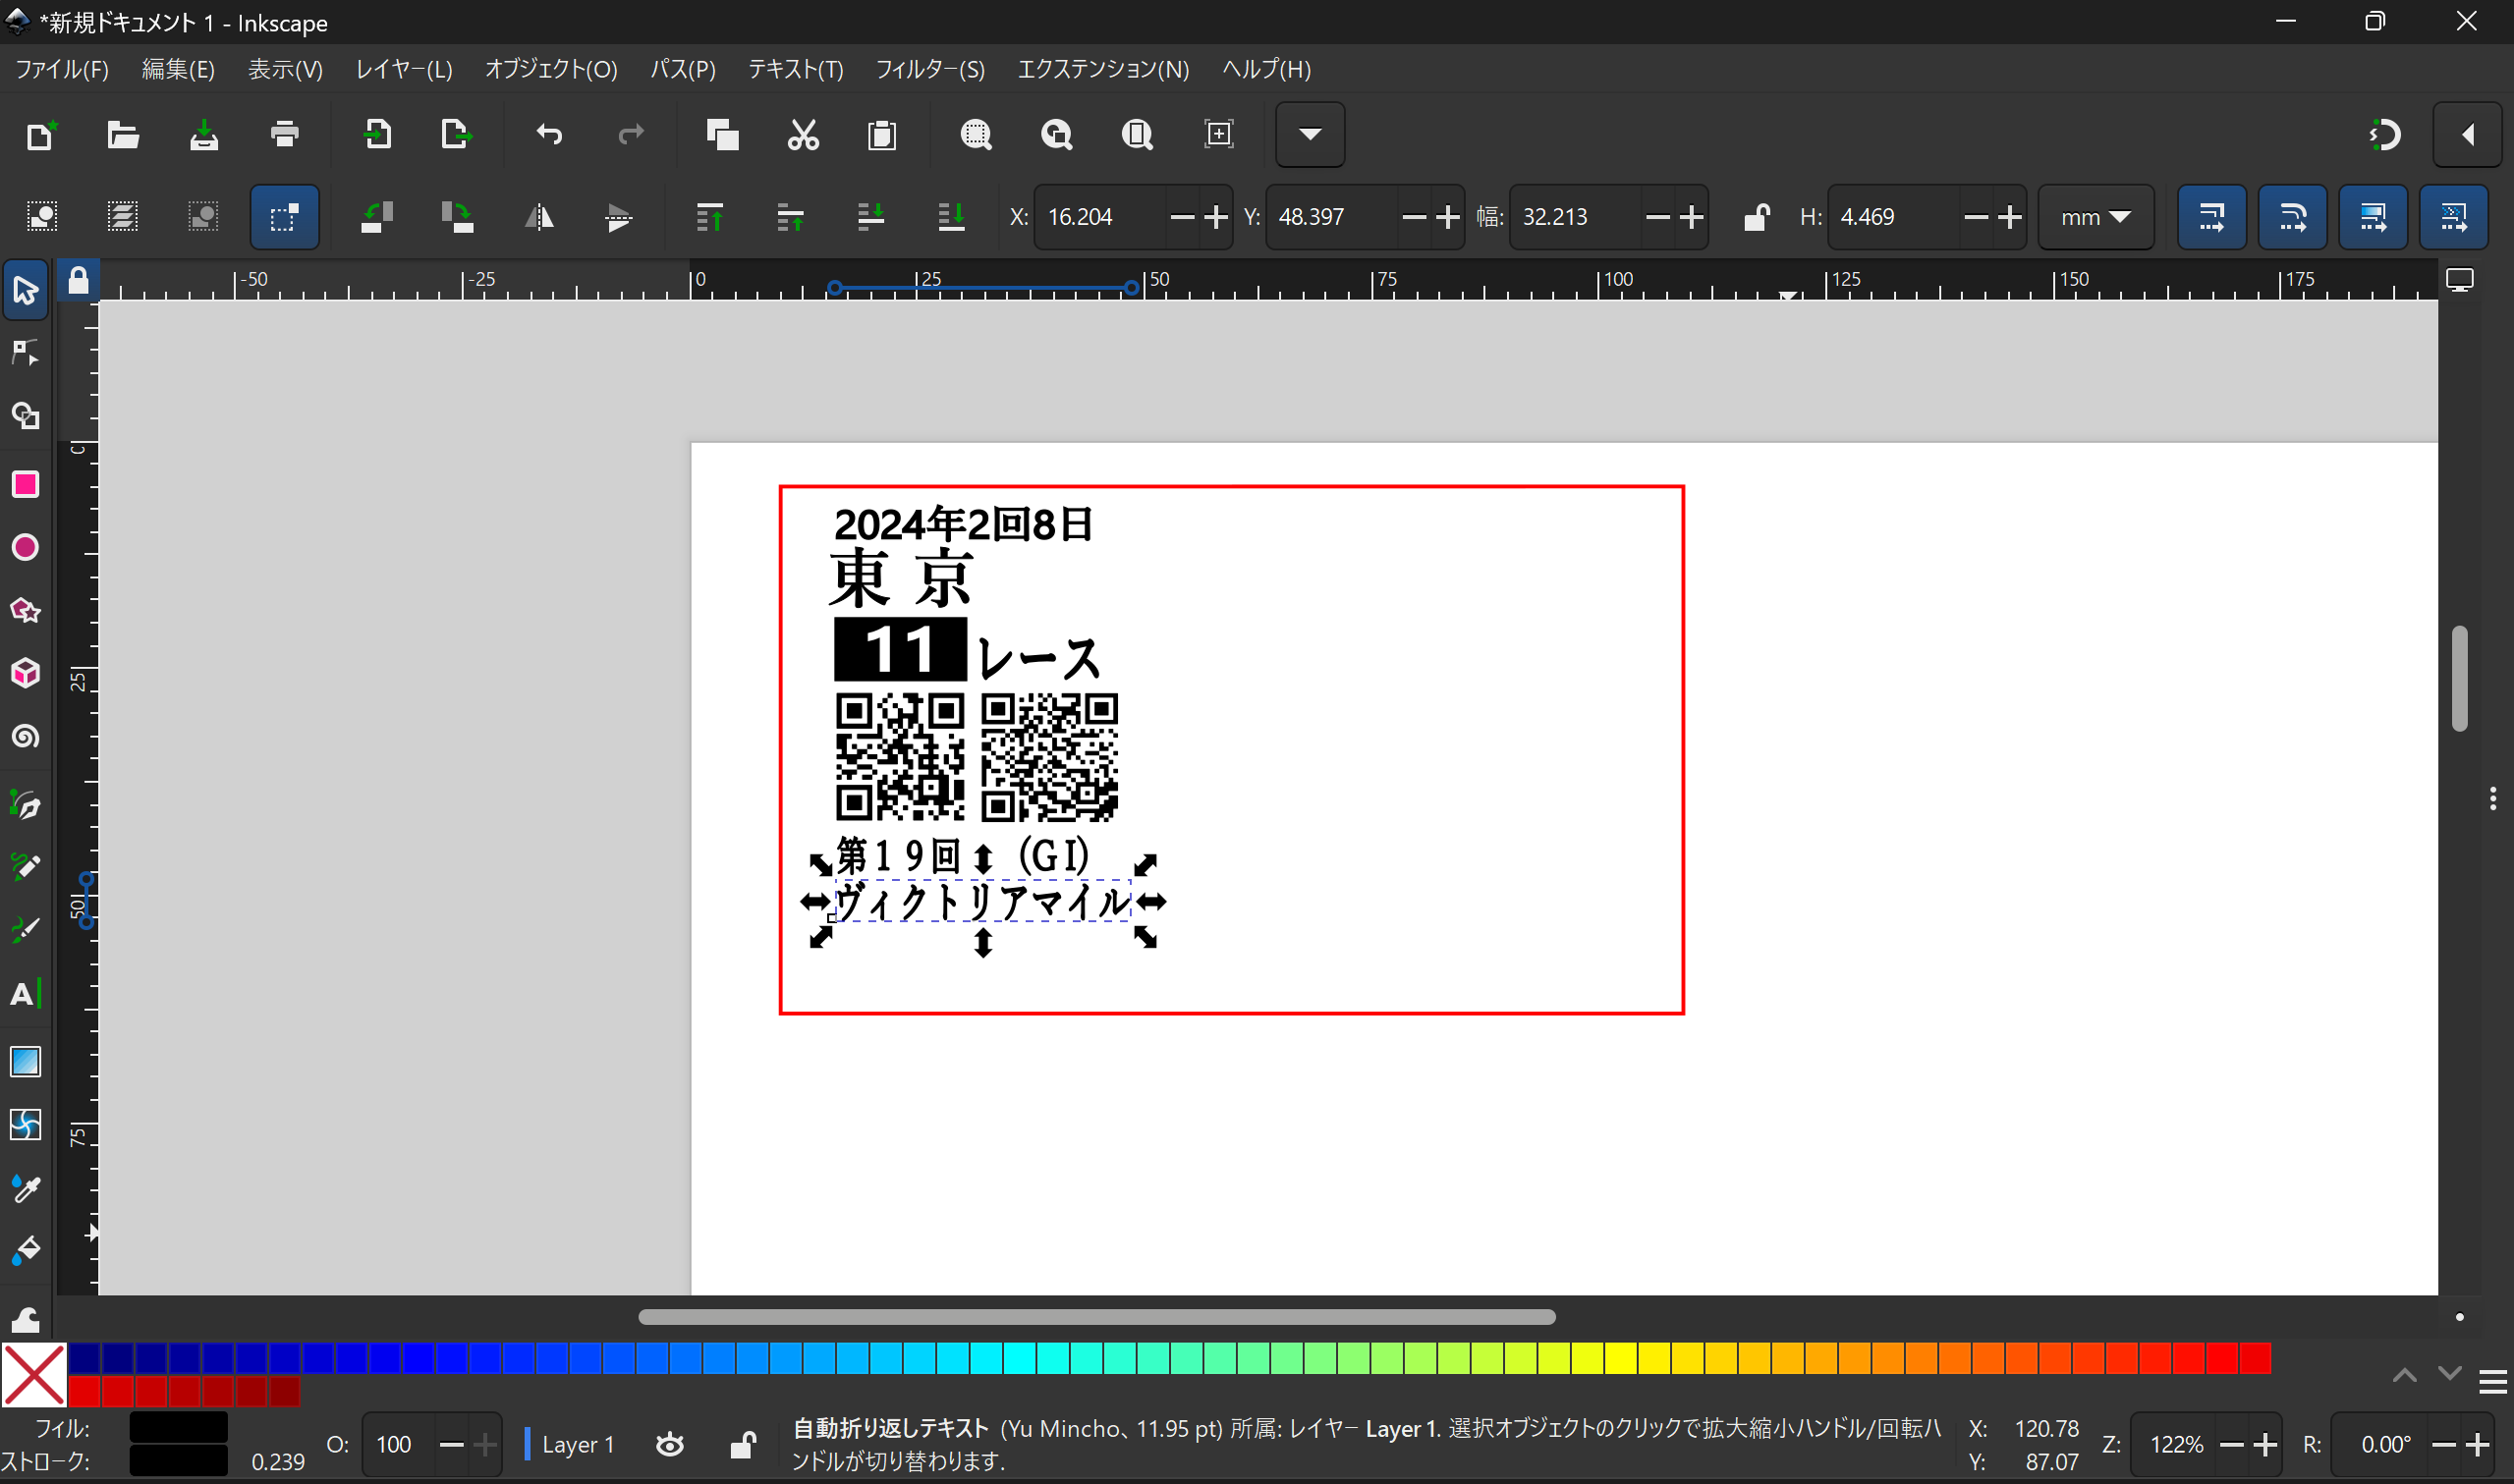 *新規ドキュメント 1 - Inkscape
ファイル(F) 編集(E) 表示(V) レイヤー(L) オブジェクト(O) パス(P) テキスト(T) フィルター(S) エクステンション(N) ヘルプ(H)
X: 16.204 Y: 48.397 幅: 32.213 H: 4.469 mm
-50 -25 0 25 50 75 100 125 150 175
0
25
50
75
2024年2回8日
東 京
11 レース
第19回 (GI)
ヴィクトリアマイル
フィル: O: 100 Layer 1 自動折り返しテキスト (Yu Mincho、11.95 pt) 所属: レイヤー Layer 1. 選択オブジェクトのクリックで拡大縮小ハンドル/回転ハ X: 120.78 Z: 122% R: 0.00°
ストローク: 0.239 ンドルが切り替わります. Y: 87.07